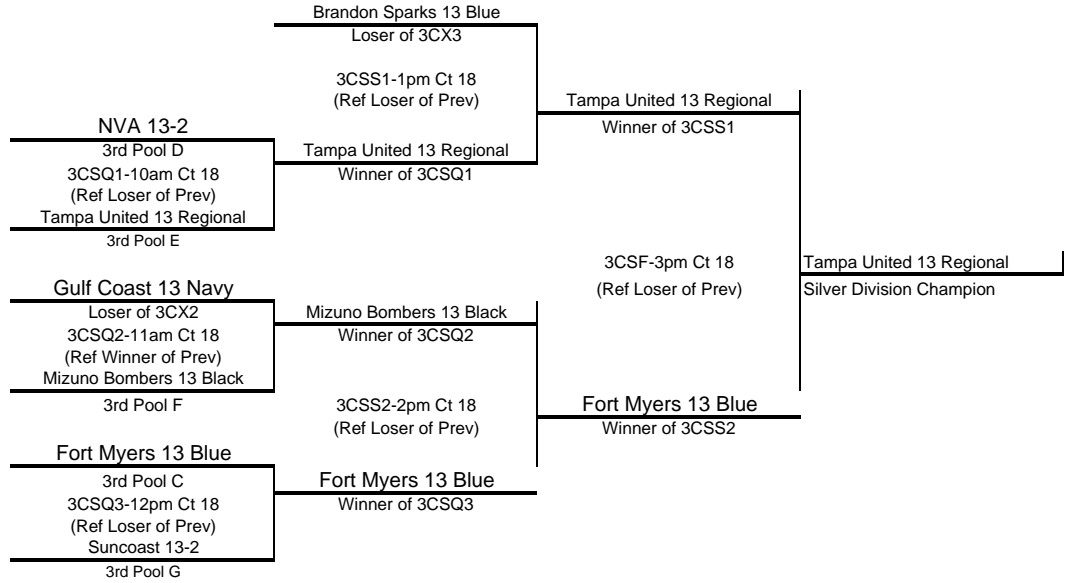 Brandon Sparks 13 Blue
Loser of 3CX3
3CSS1-1pm Ct 18
(Ref Loser of Prev)
Tampa United 13 Regional
Winner of 3CSS1
NVA 13-2
3rd Pool D
3CSQ1-10am Ct 18
(Ref Loser of Prev)
Tampa United 13 Regional
3rd Pool E
Tampa United 13 Regional
Winner of 3CSQ1
3CSF-3pm Ct 18
(Ref Loser of Prev)
Tampa United 13 Regional
Silver Division Champion
Gulf Coast 13 Navy
Loser of 3CX2
3CSQ2-11am Ct 18
(Ref Winner of Prev)
Mizuno Bombers 13 Black
3rd Pool F
Mizuno Bombers 13 Black
Winner of 3CSQ2
3CSS2-2pm Ct 18
(Ref Loser of Prev)
Fort Myers 13 Blue
Winner of 3CSS2
Fort Myers 13 Blue
3rd Pool C
3CSQ3-12pm Ct 18
(Ref Loser of Prev)
Suncoast 13-2
3rd Pool G
Fort Myers 13 Blue
Winner of 3CSQ3